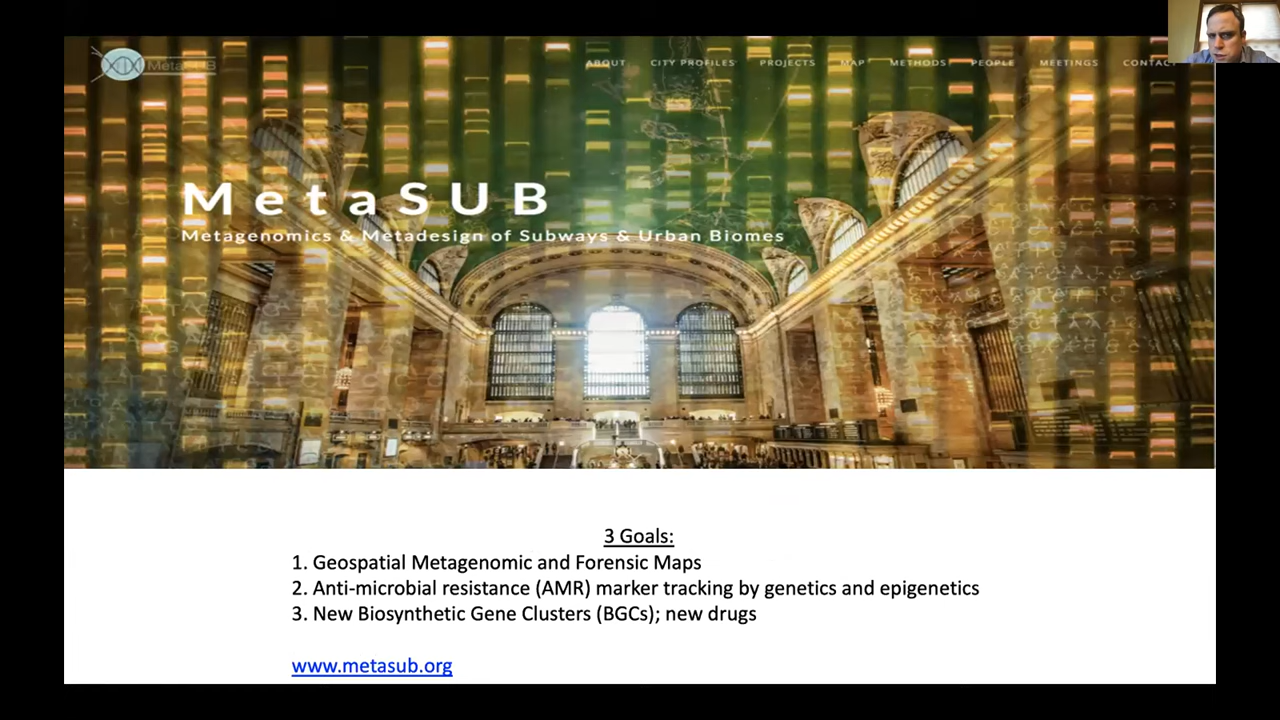 MetaSUB
ABOUT CITY PROFILES PROJECTS MAP METHODS PEOPLE MEETINGS CONTACT
MetaSUB
Metagenomics & Metadesign of Subways & Urban Biomes
3 Goals:
1. Geospatial Metagenomic and Forensic Maps
2. Anti-microbial resistance (AMR) marker tracking by genetics and epigenetics
3. New Biosynthetic Gene Clusters (BGCs); new drugs
www.metasub.org